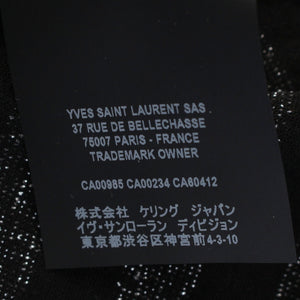 YVES SAINT LAURENT SAS.
37 RUE DE BELLECHASSE
75007 PARIS - FRANCE
TRADEMARK OWNER
CA00985 CA00234 CA60412
株式会社 ケリング ジャパン
イヴ・サンローラン ディビジョン
東京都渋谷区神宮前4-3-10